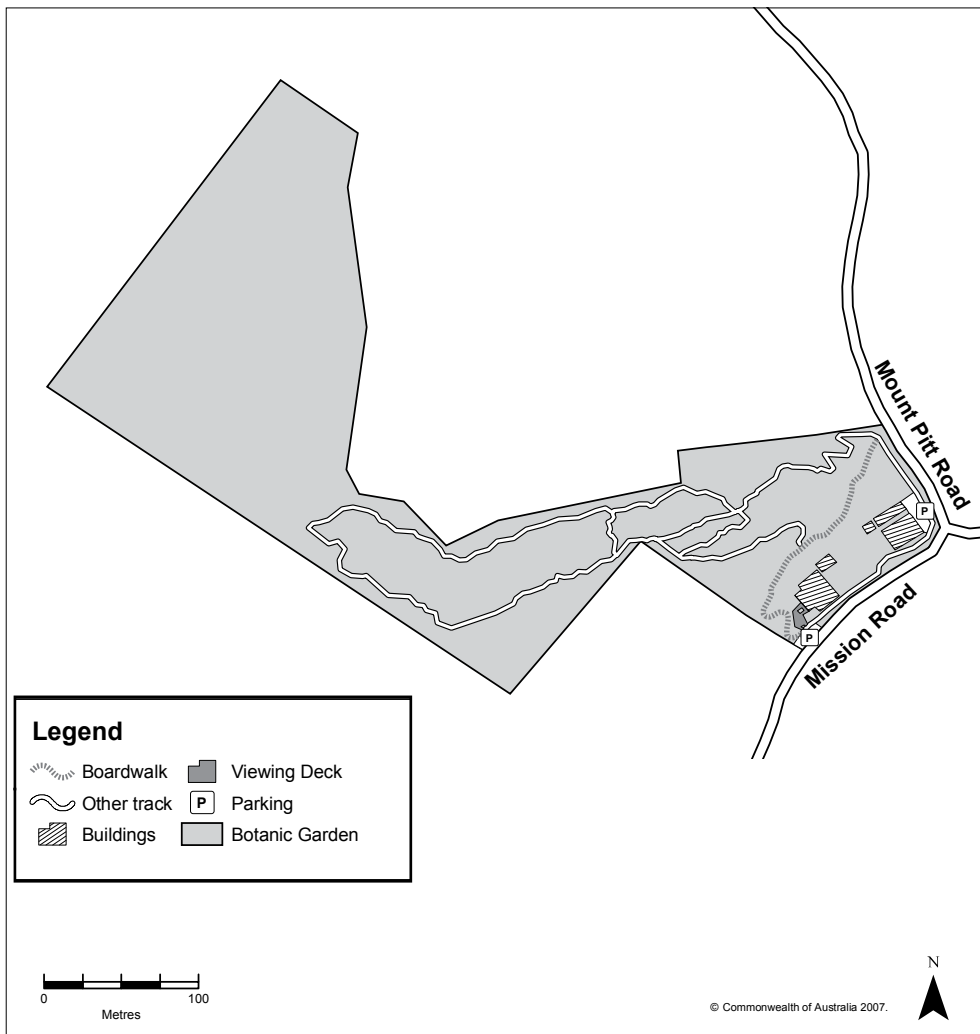 Mount Pitt Road
P
Mission Road
P
Legend
Boardwalk
Viewing Deck
Other track
P
Parking
Buildings
Botanic Garden
0
100
Metres
© Commonwealth of Australia 2007.
N